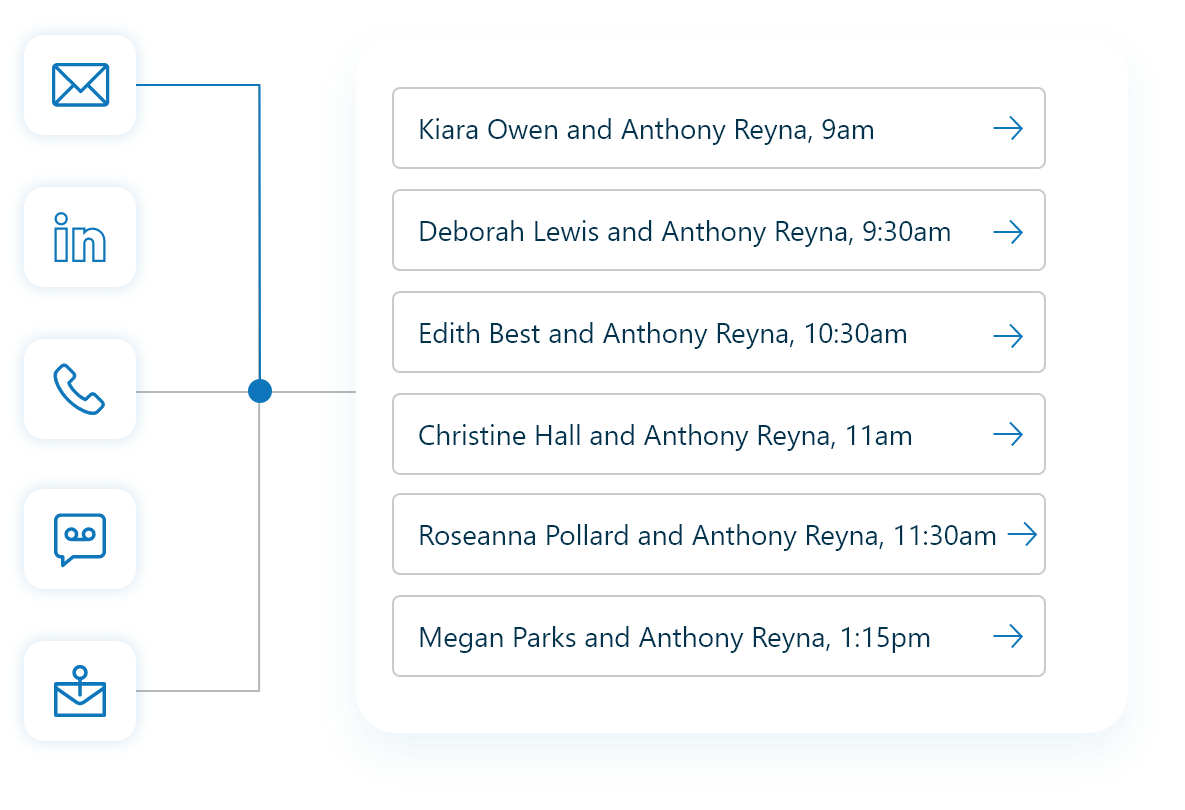 in
Kiara Owen and Anthony Reyna, 9am
Deborah Lewis and Anthony Reyna, 9:30am
Edith Best and Anthony Reyna, 10:30am
Christine Hall and Anthony Reyna, 11am
Roseanna Pollard and Anthony Reyna, 11:30am
Megan Parks and Anthony Reyna, 1:15pm